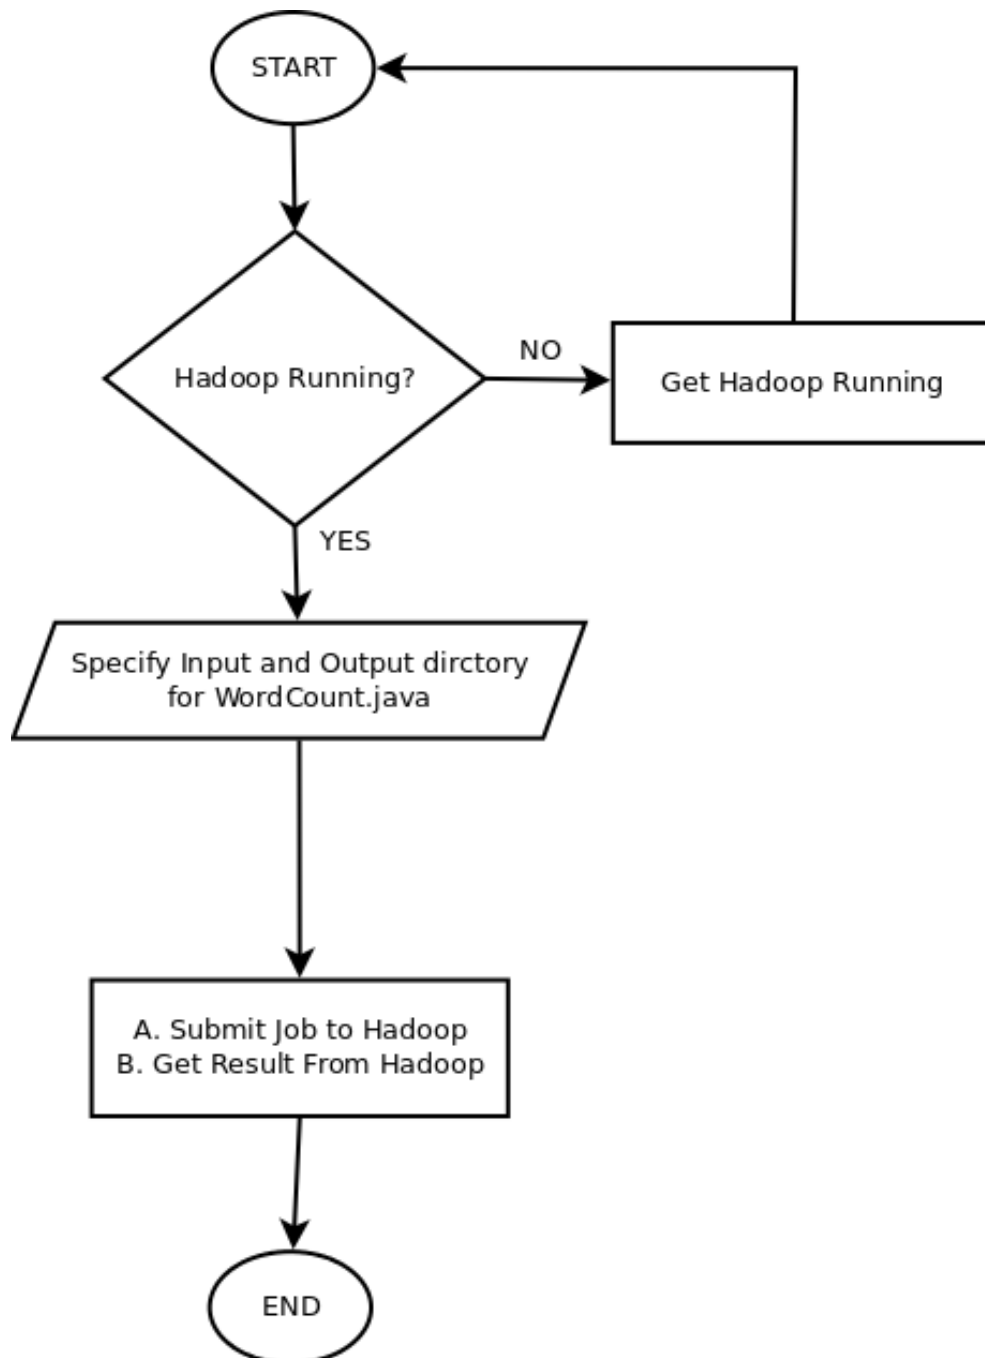 START
Hadoop Running?
NO
Get Hadoop Running
YES
Specify Input and Output dirctory
for WordCount.java
A. Submit Job to Hadoop
B. Get Result From Hadoop
END